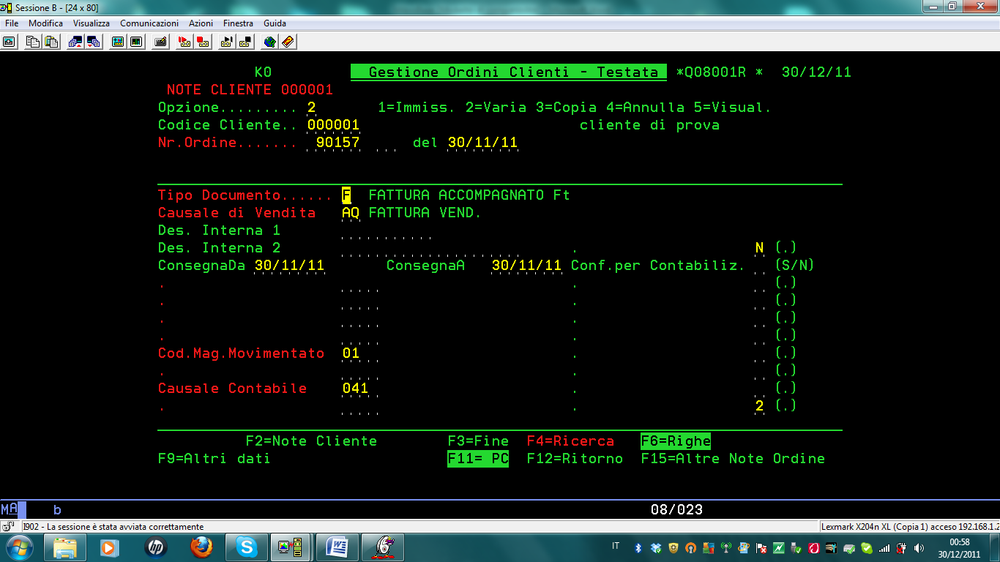 Sessione B - [24 x 80]
File Modifica Visualizza Comunicazioni Azioni Finestra Guida
K0 Gestione Ordini Clienti - Testata *Q08001R * 30/12/11
NOTE CLIENTE 000001
Opzione......... 2 1=Immiss. 2=Varia 3=Copia 4=Annulla 5=Visual.
Codice Cliente.. 000001 cliente di prova
Nr.Ordine....... 90157 ... del 30/11/11
Tipo Documento...... F FATTURA ACCOMPAGNATO Ft
Causale di Vendita AQ FATTURA VEND.
Des. Interna 1
Des. Interna 2 . N (.)
ConsegnaDa 30/11/11 ConsegnaA 30/11/11 Conf.per Contabiliz. (S/N)
. . (.)
. . (.)
. . (.)
. . (.)
Cod.Mag.Movimentato 01 . (.)
. . (.)
Causale Contabile 041 . (.)
. . 2 (.)
F2=Note Cliente F3=Fine F4=Ricerca F6=Righe
F9=Altri dati F11= PC F12=Ritorno F15=Altre Note Ordine
MA b 08/023
I902 - La sessione è stata avviata correttamente Lexmark X204n XL (Copia 1) acceso 192.168.1.2
IT 00:58
30/12/2011